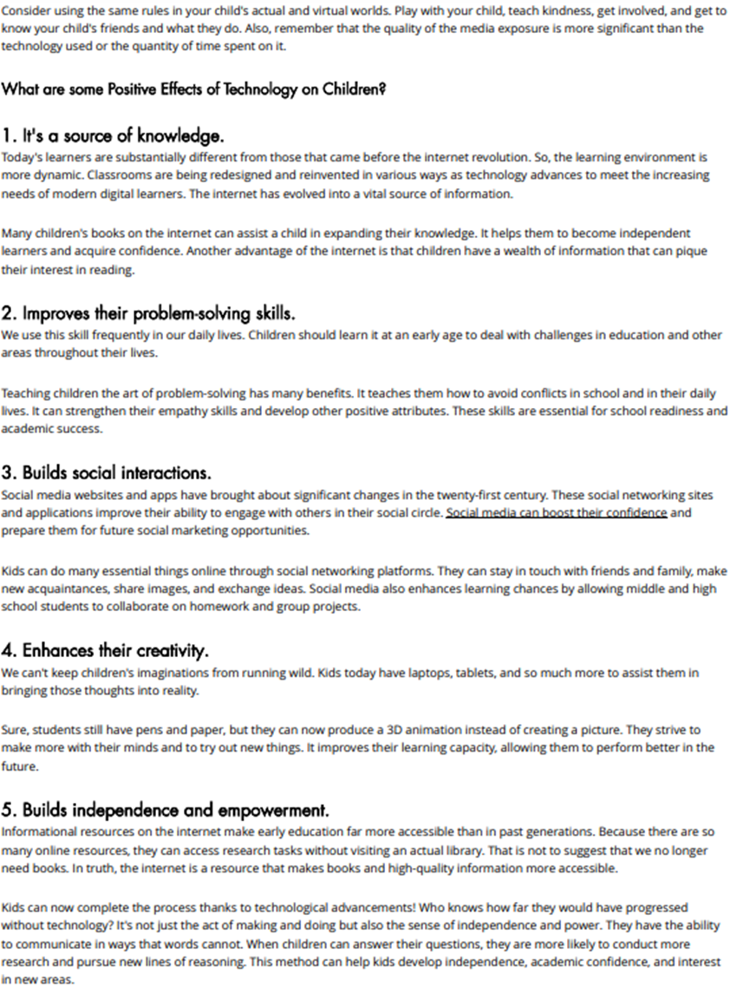 Consider using the same rules in your child's actual and virtual worlds. Play with your child, teach kindness, get involved, and get to
know your child's friends and what they do. Also, remember that the quality of the media exposure is more significant than the
technology used or the quantity of time spent on it.
What are some Positive Effects of Technology on Children?
1. It's a source of knowledge.
Today's learners are substantially different from those that came before the internet revolution. So, the learning environment is
more dynamic. Classrooms are being redesigned and reinvented in various ways as technology advances to meet the increasing
needs of modern digital learners. The internet has evolved into a vital source of information.
Many children's books on the internet can assist a child in expanding their knowledge. It helps them to become independent
learners and acquire confidence. Another advantage of the internet is that children have a wealth of information that can pique
their interest in reading.
2. Improves their problem-solving skills.
We use this skill frequently in our daily lives. Children should learn it at an early age to deal with challenges in education and other
areas throughout their lives.
Teaching children the art of problem-solving has many benefits. It teaches them how to avoid conflicts in school and in their daily
lives. It can strengthen their empathy skills and develop other positive attributes. These skills are essential for school readiness and
academic success.
3. Builds social interactions.
Social media websites and apps have brought about significant changes in the twenty-first century. These social networking sites
and applications improve their ability to engage with others in their social circle. Social media can boost their confidence and
prepare them for future social marketing opportunities.
Kids can do many essential things online through social networking platforms. They can stay in touch with friends and family, make
new acquaintances, share images, and exchange ideas. Social media also enhances learning chances by allowing middle and high
school students to collaborate on homework and group projects.
4. Enhances their creativity.
We can't keep children's imaginations from running wild. Kids today have laptops, tablets, and so much more to assist them in
bringing those thoughts into reality.
Sure, students still have pens and paper, but they can now produce a 3D animation instead of creating a picture. They strive to
make more with their minds and to try out new things. It improves their learning capacity, allowing them to perform better in the
future.
5. Builds independence and empowerment.
Informational resources on the internet make early education far more accessible than in past generations. Because there are so
many online resources, they can access research tasks without visiting an actual library. That is not to suggest that we no longer
need books. In truth, the internet is a resource that makes books and high-quality information more accessible.
Kids can now complete the process thanks to technological advancements! Who knows how far they would have progressed
without technology? It's not just the act of making and doing but also the sense of independence and power. They have the ability
to communicate in ways that words cannot. When children can answer their questions, they are more likely to conduct more
research and pursue new lines of reasoning. This method can help kids develop independence, academic confidence, and interest
in new areas.